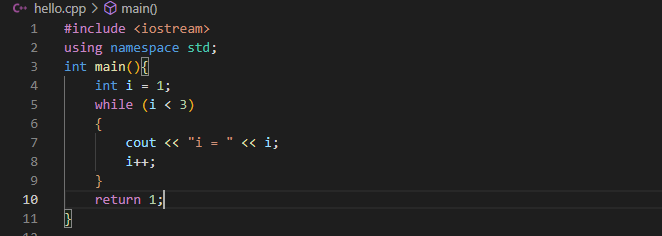 C++ hello.cpp > main()
1 #include <iostream>
2 using namespace std;
3 int main(){
4     int i = 1;
5     while (i < 3)
6     {
7         cout << "i = " << i;
8         i++;
9     }
10     return 1;
11 }
12